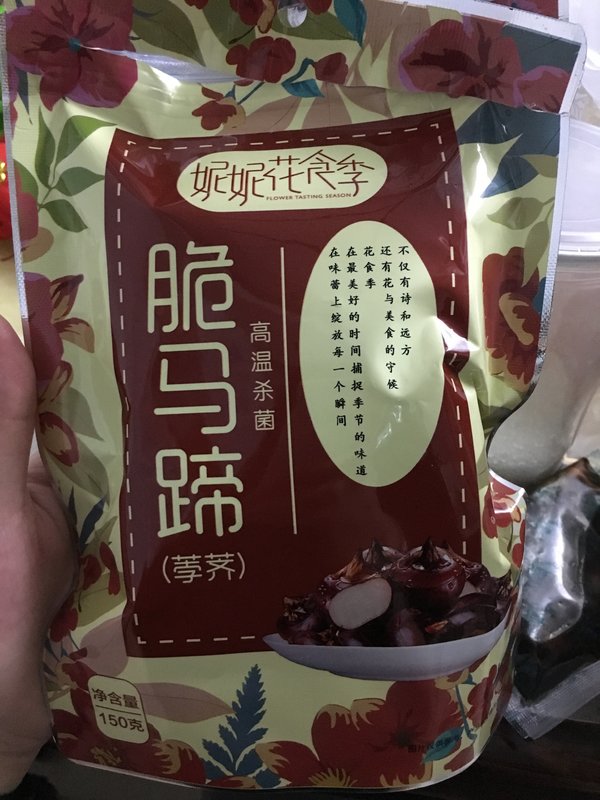 妮妮花食季
FLOWER TASTING SEASON
脆马蹄
(荸荠)
高温杀菌
不仅有诗和远方
还有花与美食的守候
花食季
在最美好的时间捕捉季节的味道
在味蕾上绽放每一个瞬间
净含量
150克